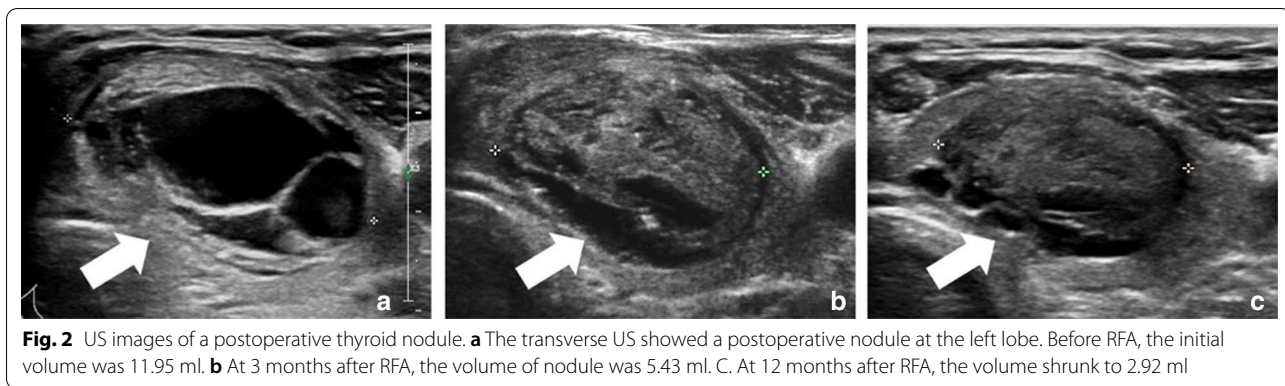 a
b
c
Fig. 2 US images of a postoperative thyroid nodule. a The transverse US showed a postoperative nodule at the left lobe. Before RFA, the initial
volume was 11.95 ml. b At 3 months after RFA, the volume of nodule was 5.43 ml. C. At 12 months after RFA, the volume shrunk to 2.92 ml